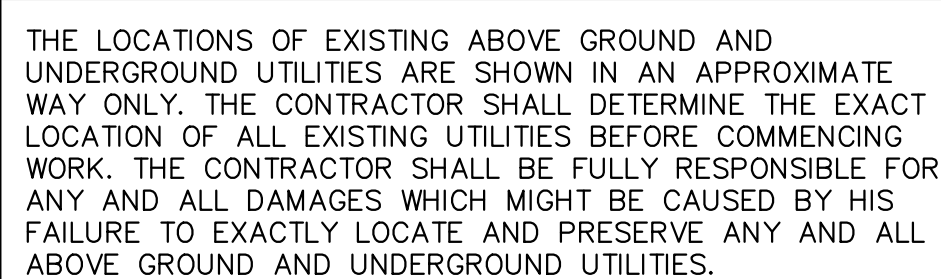 THE LOCATIONS OF EXISTING ABOVE GROUND AND
UNDERGROUND UTILITIES ARE SHOWN IN AN APPROXIMATE
WAY ONLY. THE CONTRACTOR SHALL DETERMINE THE EXACT
LOCATION OF ALL EXISTING UTILITIES BEFORE COMMENCING
WORK. THE CONTRACTOR SHALL BE FULLY RESPONSIBLE FOR
ANY AND ALL DAMAGES WHICH MIGHT BE CAUSED BY HIS
FAILURE TO EXACTLY LOCATE AND PRESERVE ANY AND ALL
ABOVE GROUND AND UNDERGROUND UTILITIES.